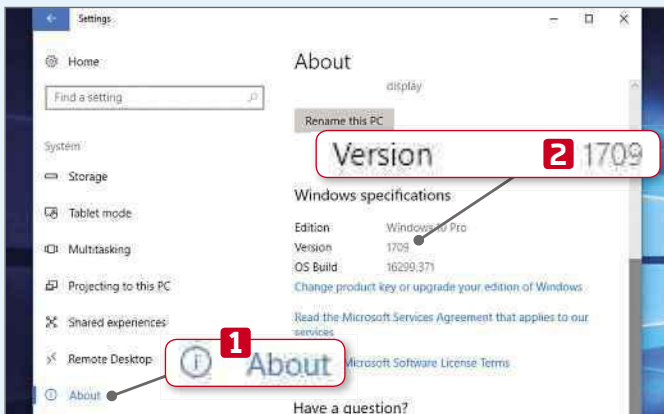 Settings
Home
Find a setting
System
Storage
Tablet mode
Multitasking
Projecting to this PC
Shared experiences
Remote Desktop
About
1 About
About
display
Rename this PC
Version 2 1709
Windows specifications
Edition Windows 10 Pro
Version 1709
OS Build 16299.371
Change product key or upgrade your edition of Windows
Read the Microsoft Services Agreement that applies to our
services
Microsoft Software License Terms
Have a question?